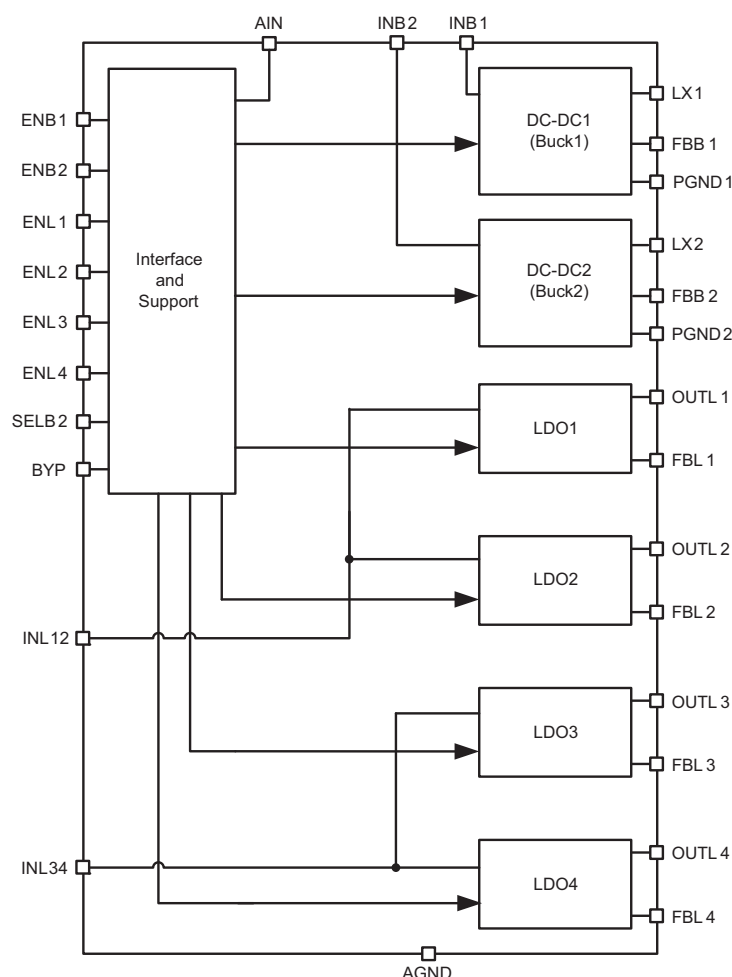 AIN
INB2
INB1
ENB1
ENB2
ENL1
ENL2
ENL3
ENL4
SELB2
BYP
INL12
INL34
Interface
and
Support
DC-DC1
(Buck1)
DC-DC2
(Buck2)
LDO1
LDO2
LDO3
LDO4
LX1
FBB1
PGND1
LX2
FBB2
PGND2
OUTL1
FBL1
OUTL2
FBL2
OUTL3
FBL3
OUTL4
FBL4
AGND